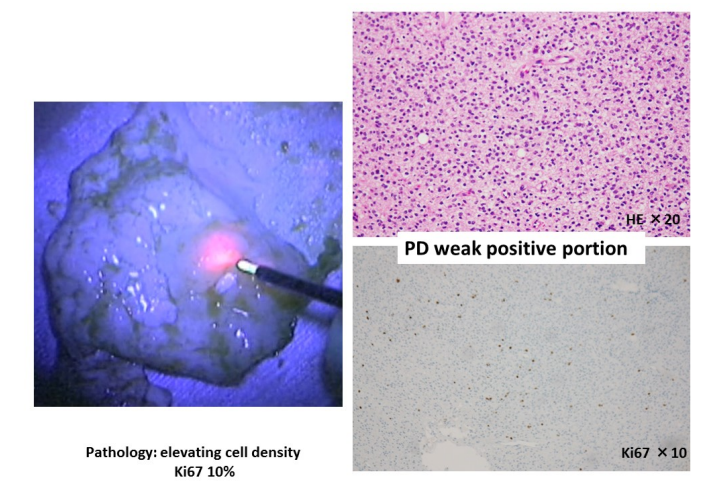 HE ×20
PD weak positive portion
Ki67 ×10
Pathology: elevating cell density
Ki67 10%